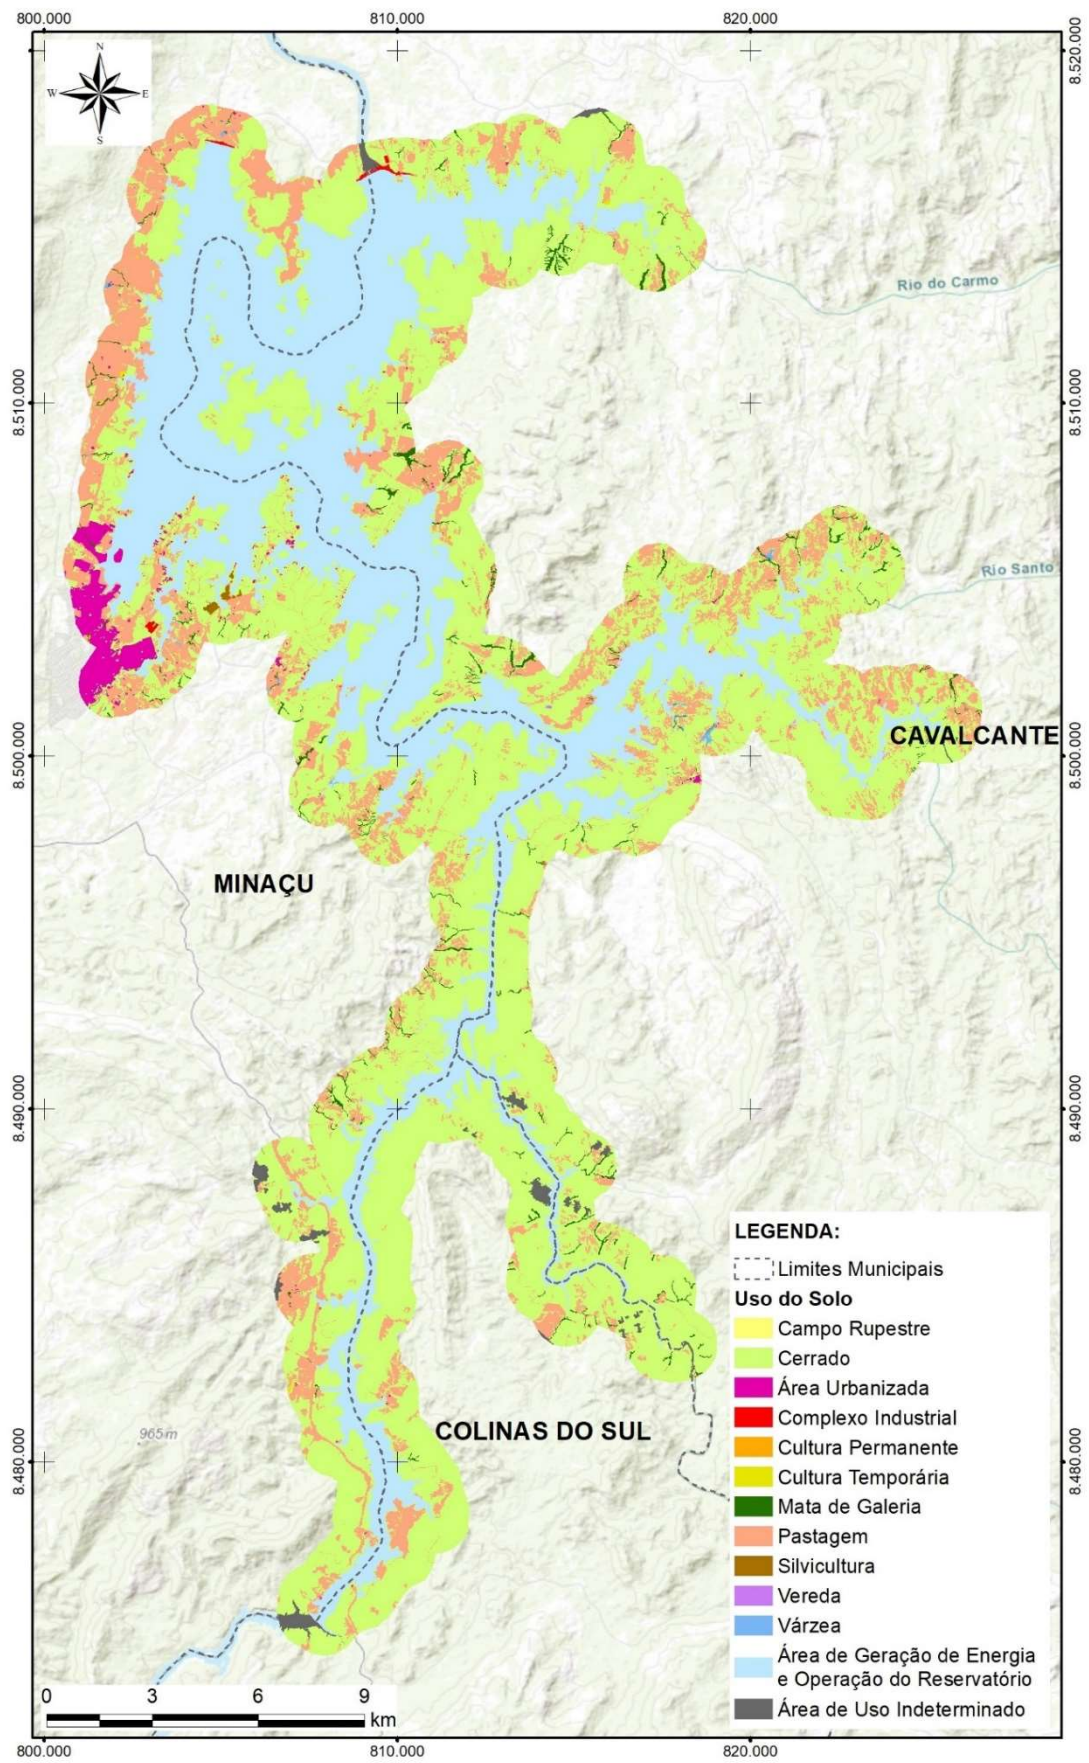 800.000
810.000
820.000
N
W
E
S
8.520.000
Rio do Carmo
8.510.000
8.510.000
Rio Santo
CAVALCANTE
8.500.000
8.500.000
MINAÇU
8.490.000
8.490.000
LEGENDA:
Limites Municipais
Uso do Solo
Campo Rupestre
Cerrado
Área Urbanizada
Complexo Industrial
Cultura Permanente
Cultura Temporária
Mata de Galeria
Pastagem
Silvicultura
Vereda
Várzea
Área de Geração de Energia
e Operação do Reservatório
Área de Uso Indeterminado
COLINAS DO SUL
965m
8.480.000
8.480.000
0
3
6
9
km
800.000
810.000
820.000